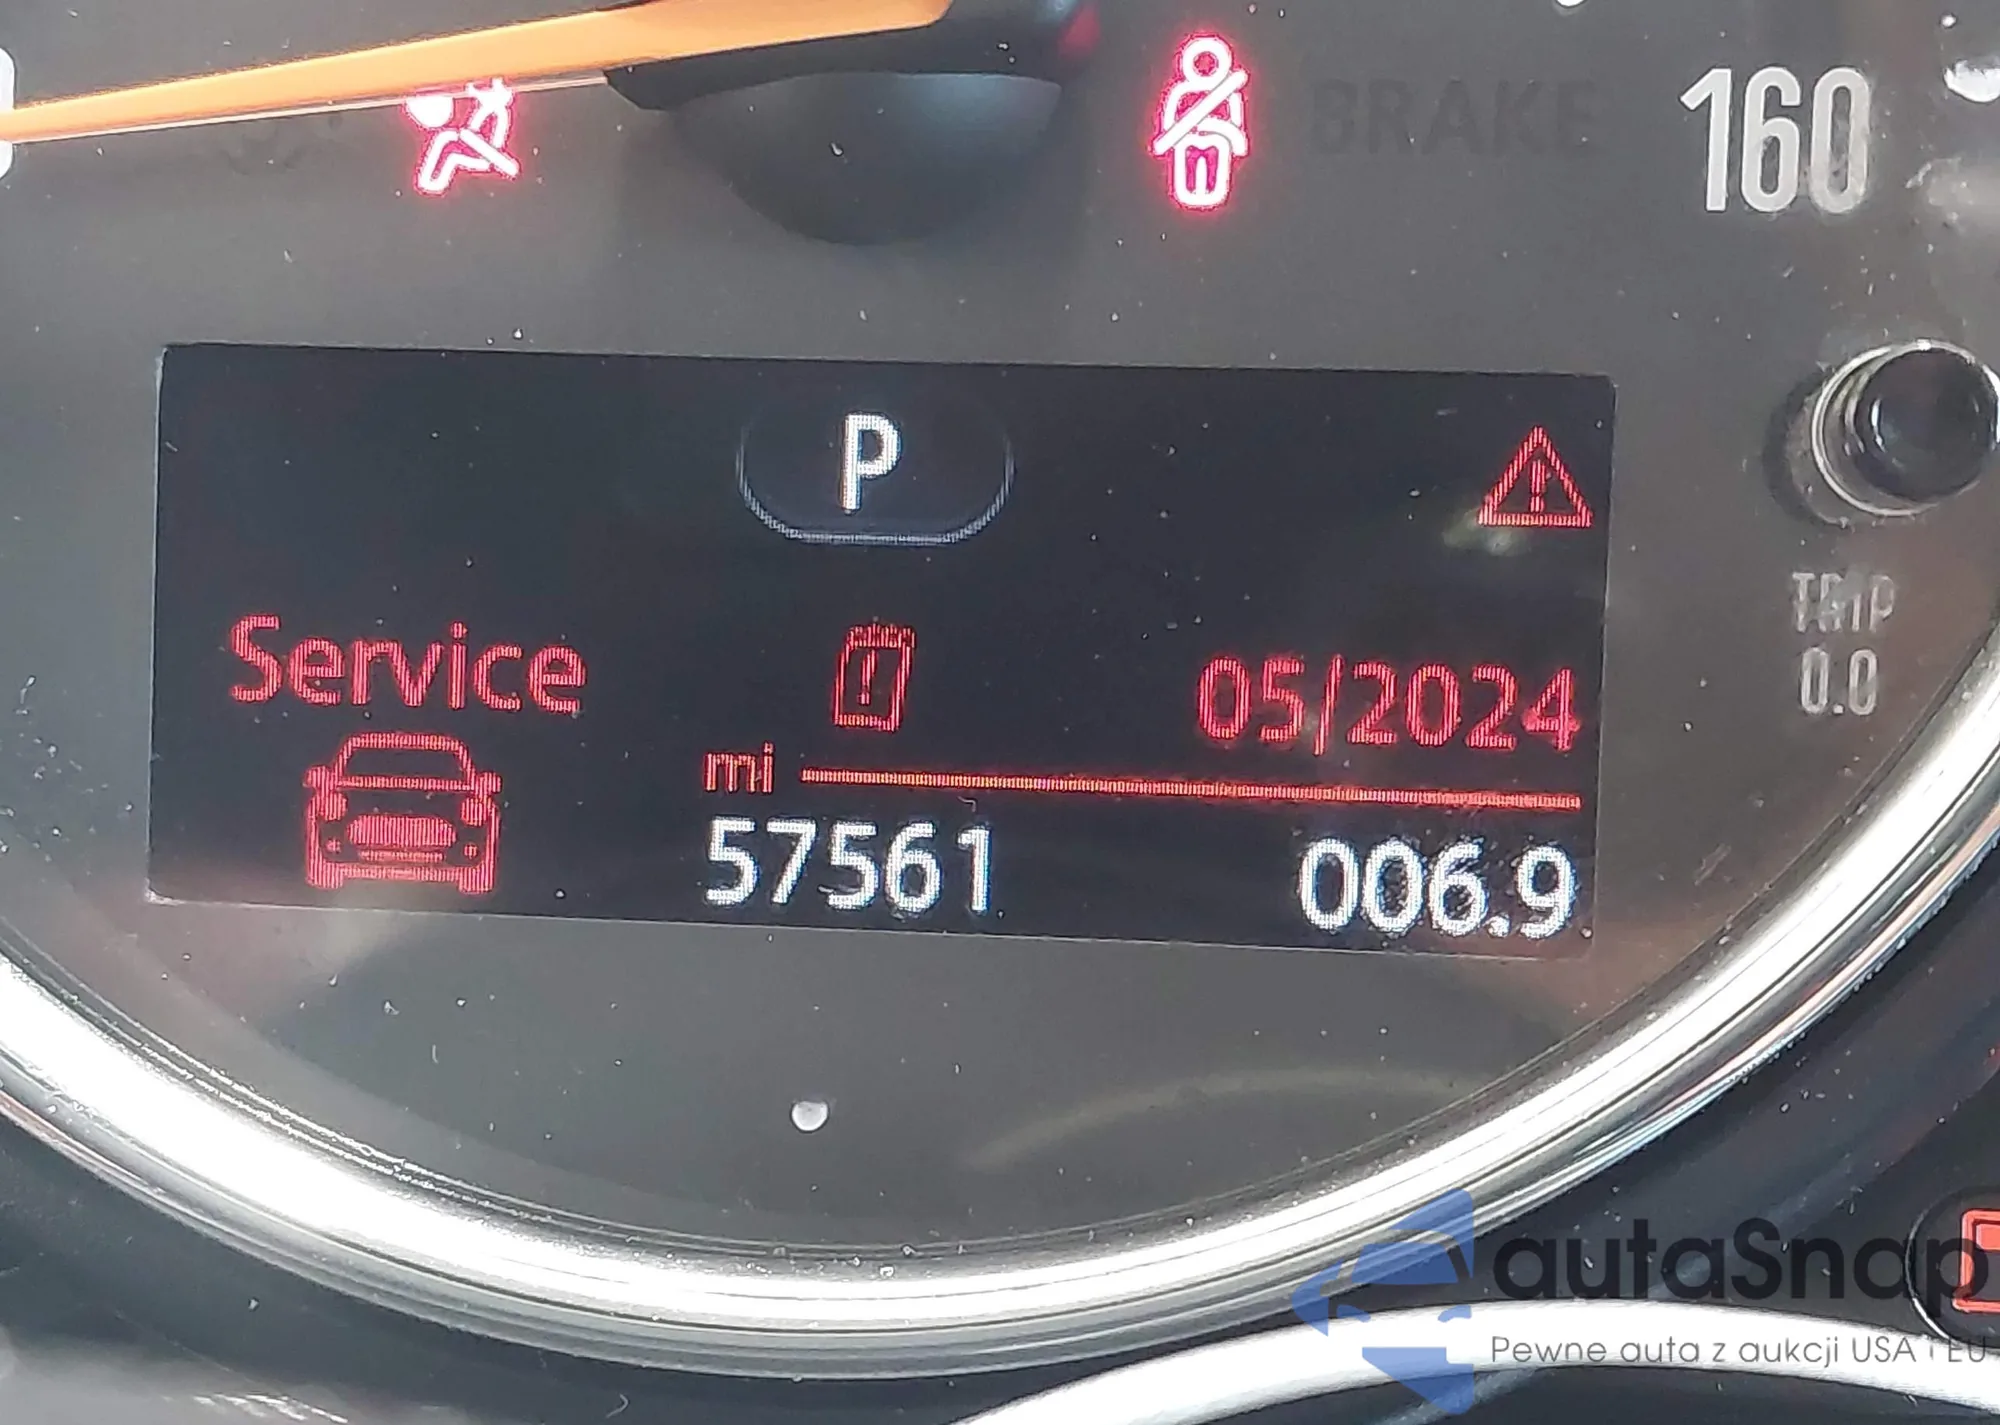 BRAKE
160
P
TRIP
0.0
Service
05/2024
mi
57561
006.9
autaSnap
Pewne auta z aukcji USA i EU